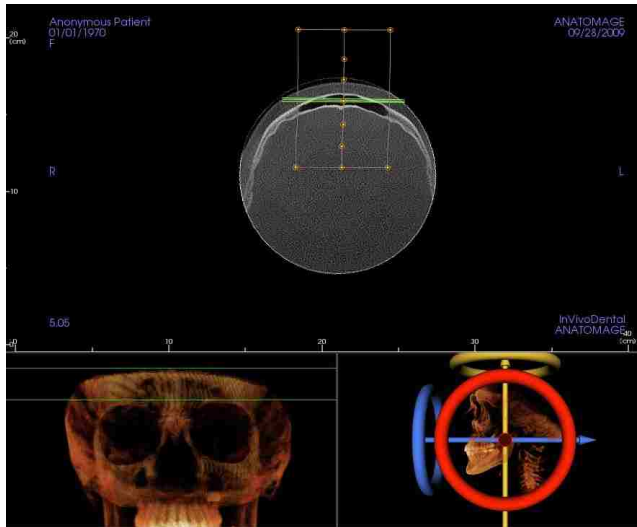 Anonymous Patient
01/01/1970
F
ANATOMAGE
09/28/2009
20
(cm)
R
L
10
5.05
InVivoDental
ANATOMAGE
0
10
20
30
40
(cm)